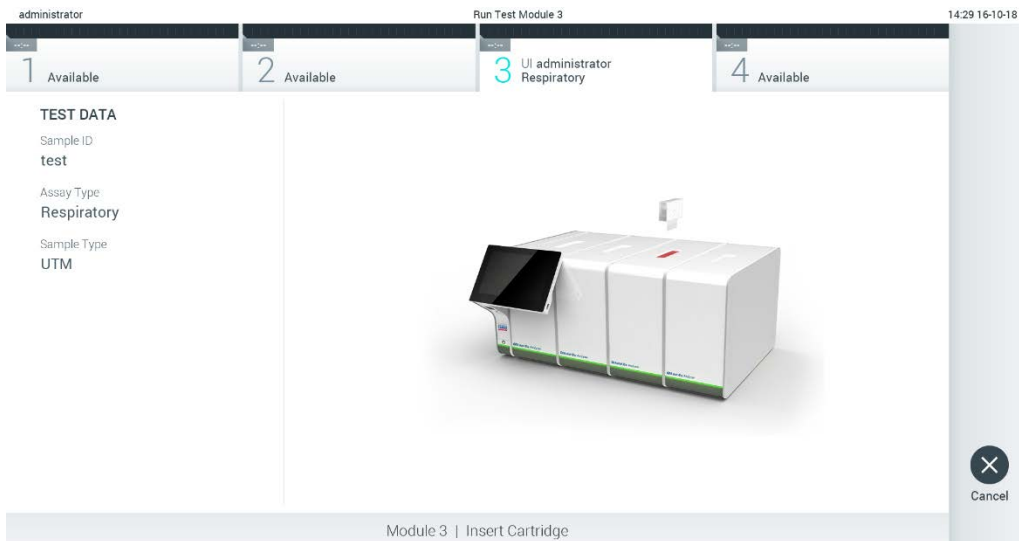 administrator
Run Test Module 3
14:29 16-10-18
--:--
1 Available
--:--
2 Available
--:--
3 UI administrator
Respiratory
--:--
4 Available
TEST DATA
Sample ID
test
Assay Type
Respiratory
Sample Type
UTM
Cancel
Module 3 | Insert Cartridge